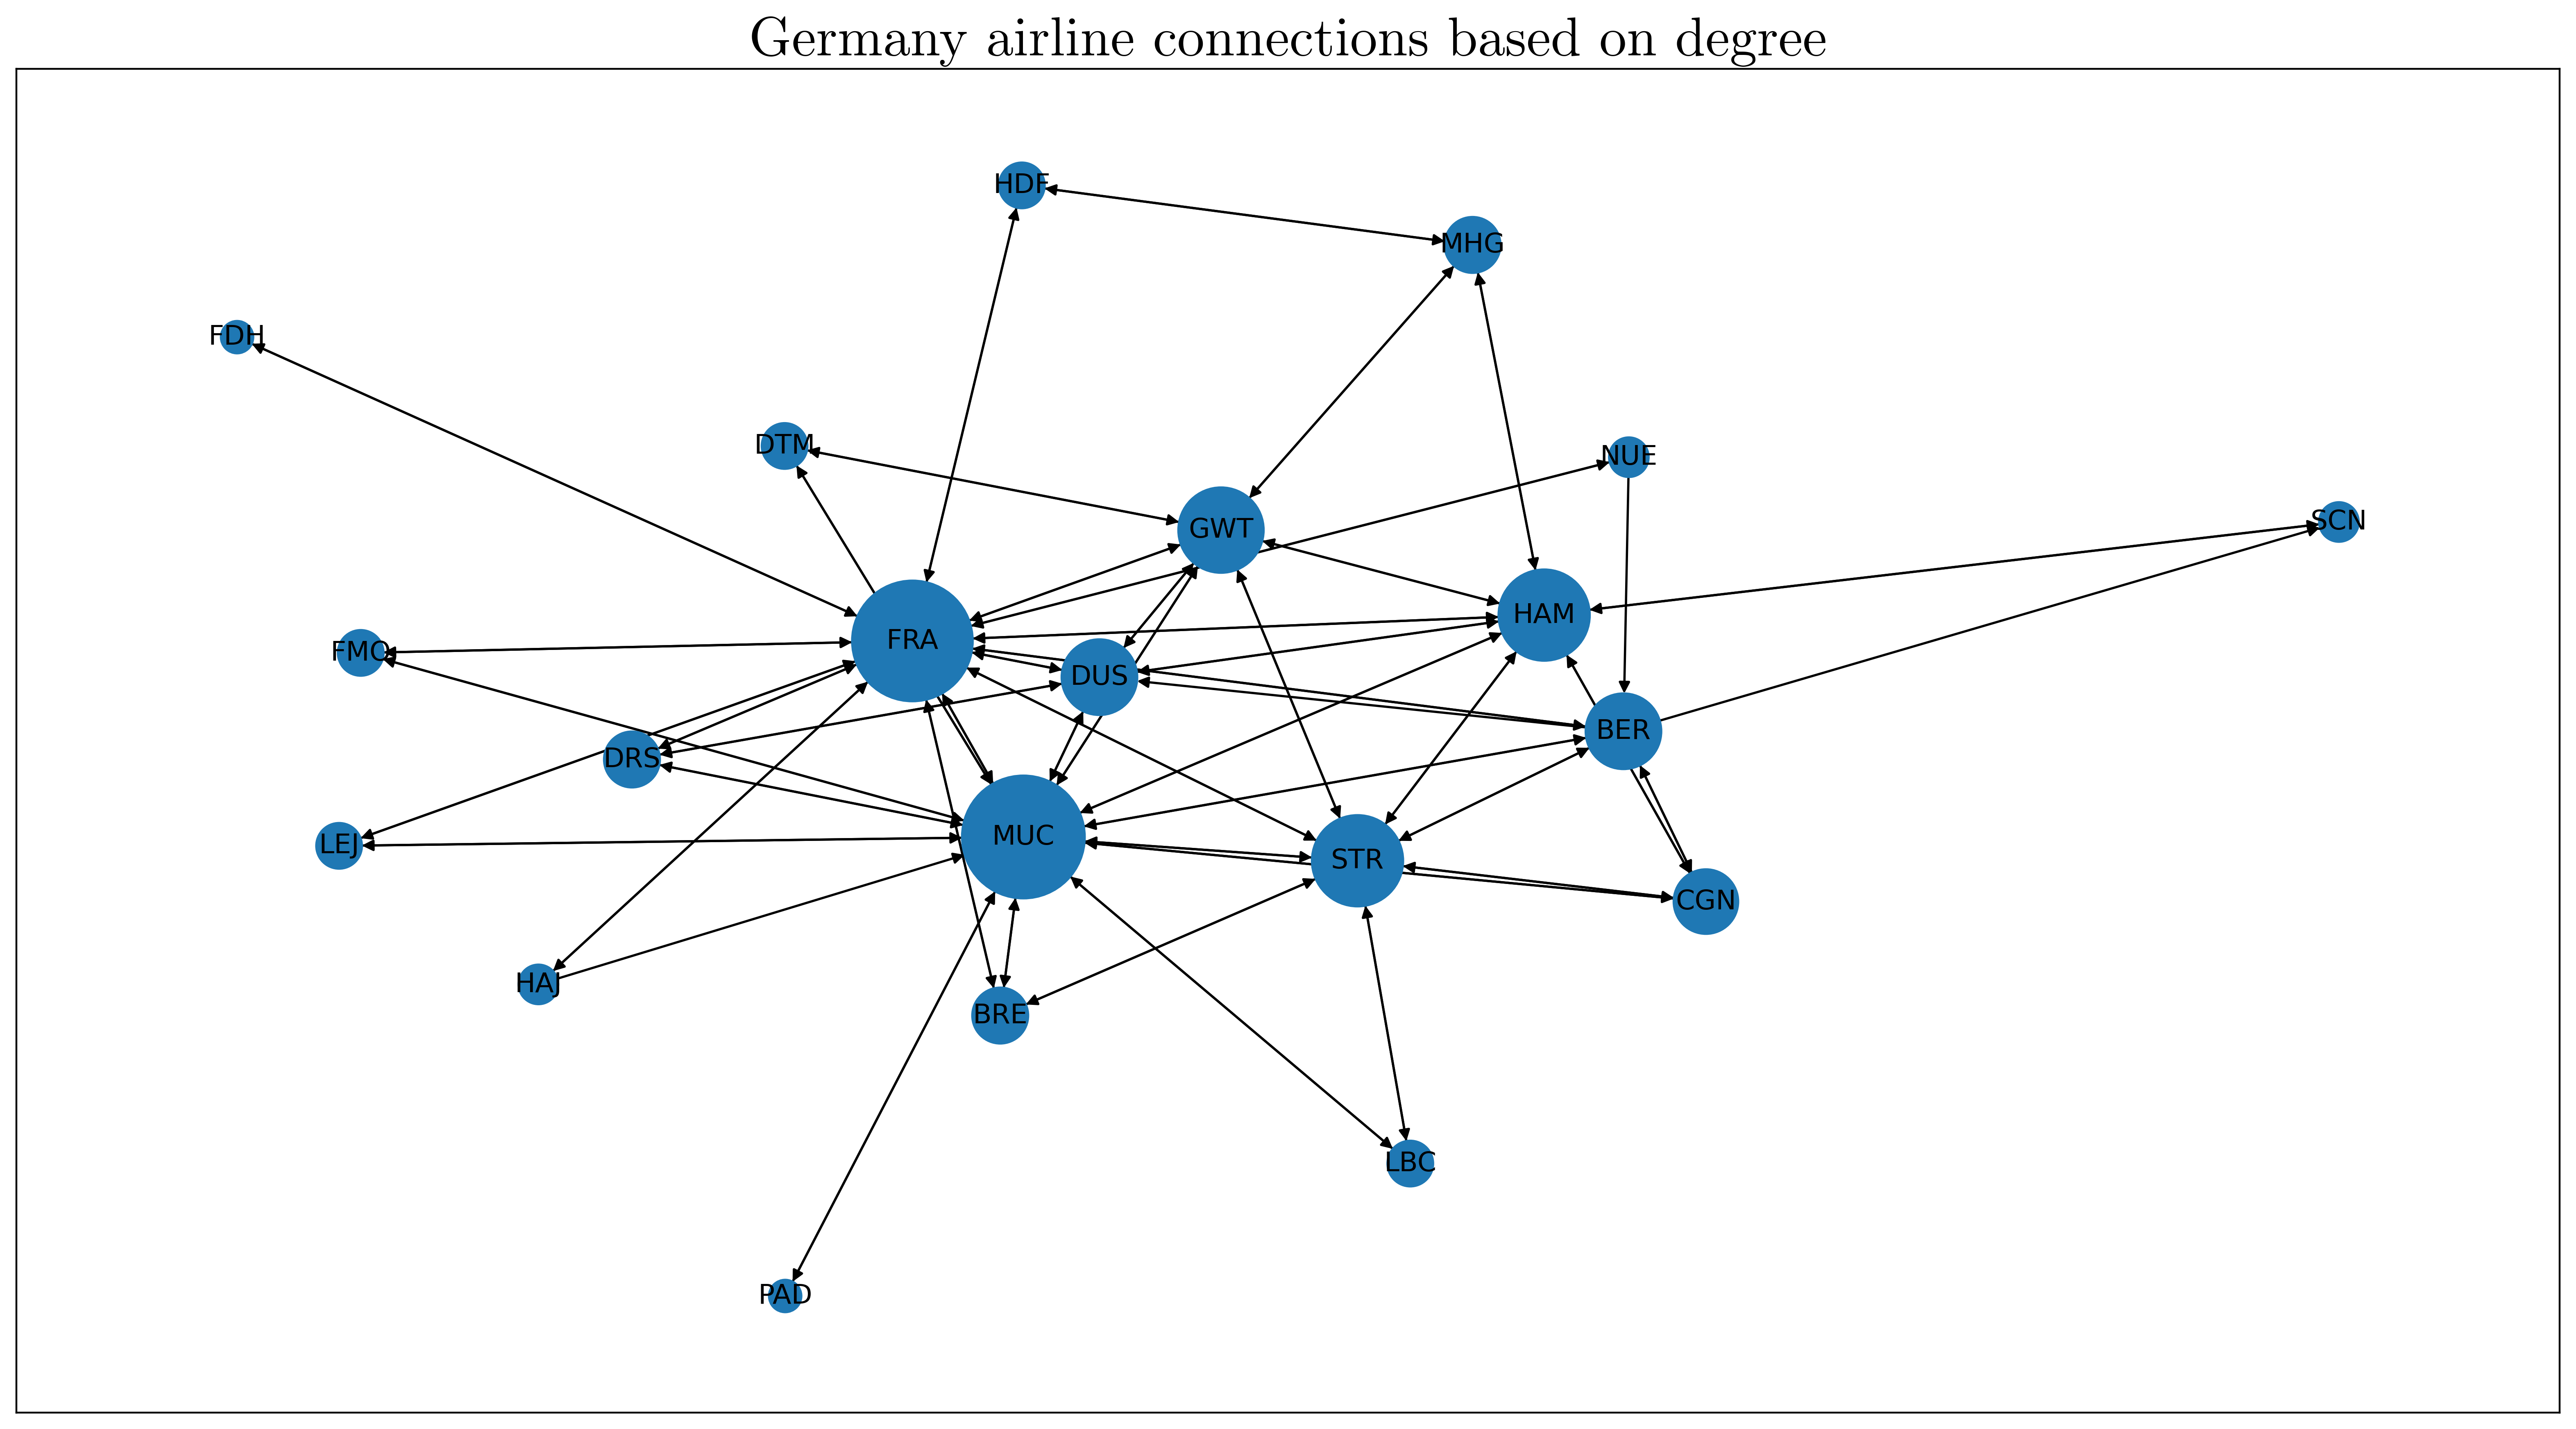 Germany airline connections based on degree
HDF
MHG
FDH
DTM
NUE
SCN
GWT
HAM
FRA
FMO
DUS
BER
DRS
MUC
LEJ
STR
CGN
HAJ
BRE
LBC
PAD